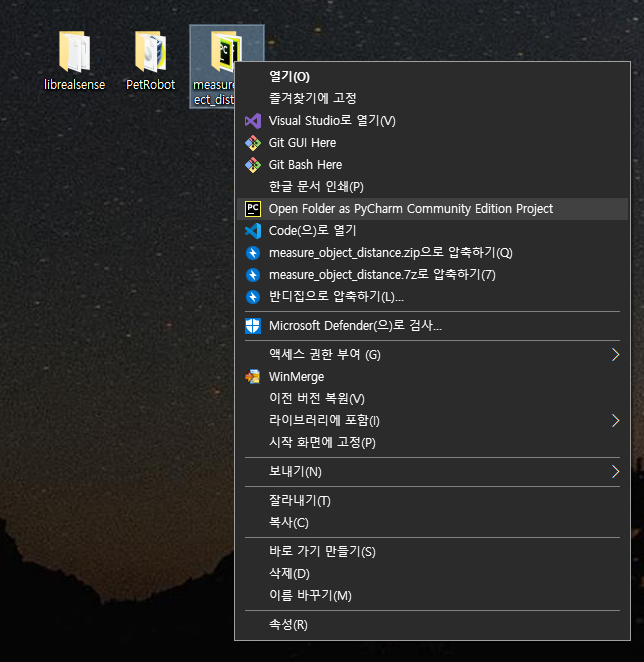 librealsense
PetRobot
measure
ect_dist
열기(O)
즐겨찾기에 고정
Visual Studio로 열기(V)
Git GUI Here
Git Bash Here
한글 문서 인쇄(P)
PC
Open Folder as PyCharm Community Edition Project
Code(으)로 열기
measure_object_distance.zip으로 압축하기(Q)
measure_object_distance.7z로 압축하기(7)
반디집으로 압축하기(L)...
Microsoft Defender(으)로 검사...
액세스 권한 부여 (G)
WinMerge
이전 버전 복원(V)
라이브러리에 포함(I)
시작 화면에 고정(P)
보내기(N)
잘라내기(T)
복사(C)
바로 가기 만들기(S)
삭제(D)
이름 바꾸기(M)
속성(R)